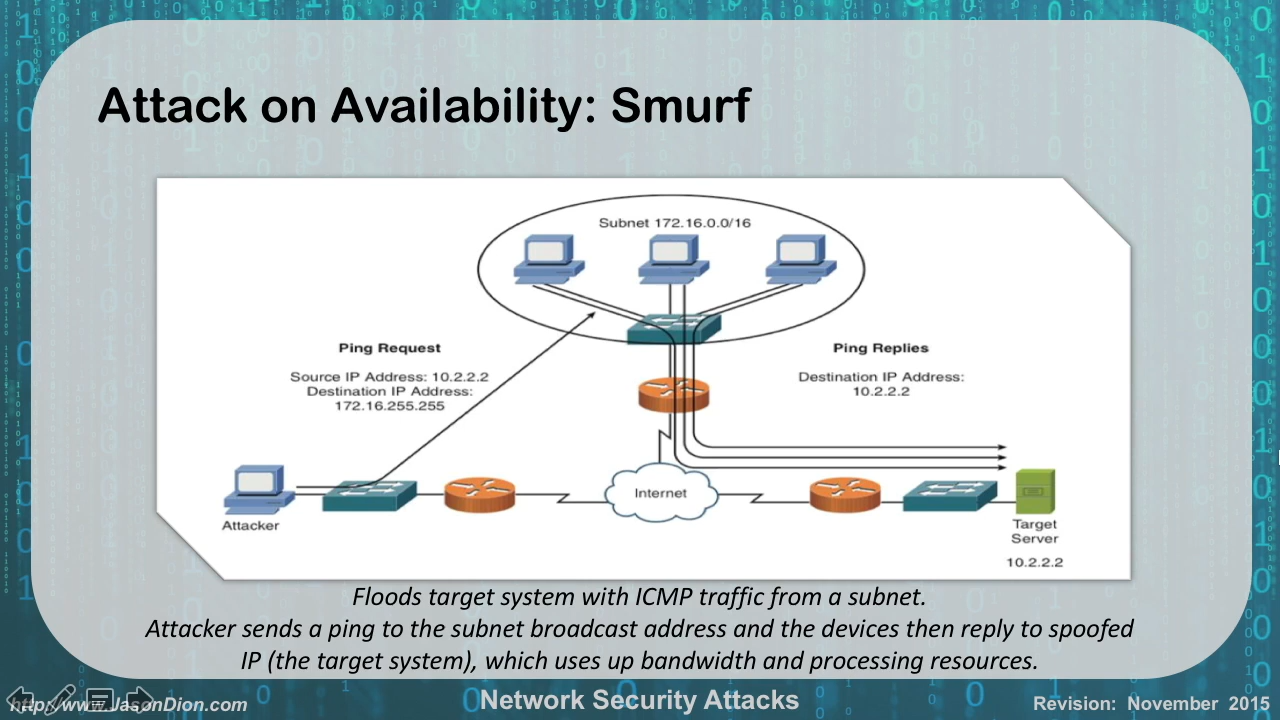 Attack on Availability: Smurf
Subnet 172.16.0.0/16
Ping Request
Source IP Address: 10.2.2.2
Destination IP Address:
172.16.255.255
Ping Replies
Destination IP Address:
10.2.2.2
Internet
Attacker
Target
Server
10.2.2.2
Floods target system with ICMP traffic from a subnet.
Attacker sends a ping to the subnet broadcast address and the devices then reply to spoofed
IP (the target system), which uses up bandwidth and processing resources.
http://www.JasonDion.com
Network Security Attacks
Revision: November 2015